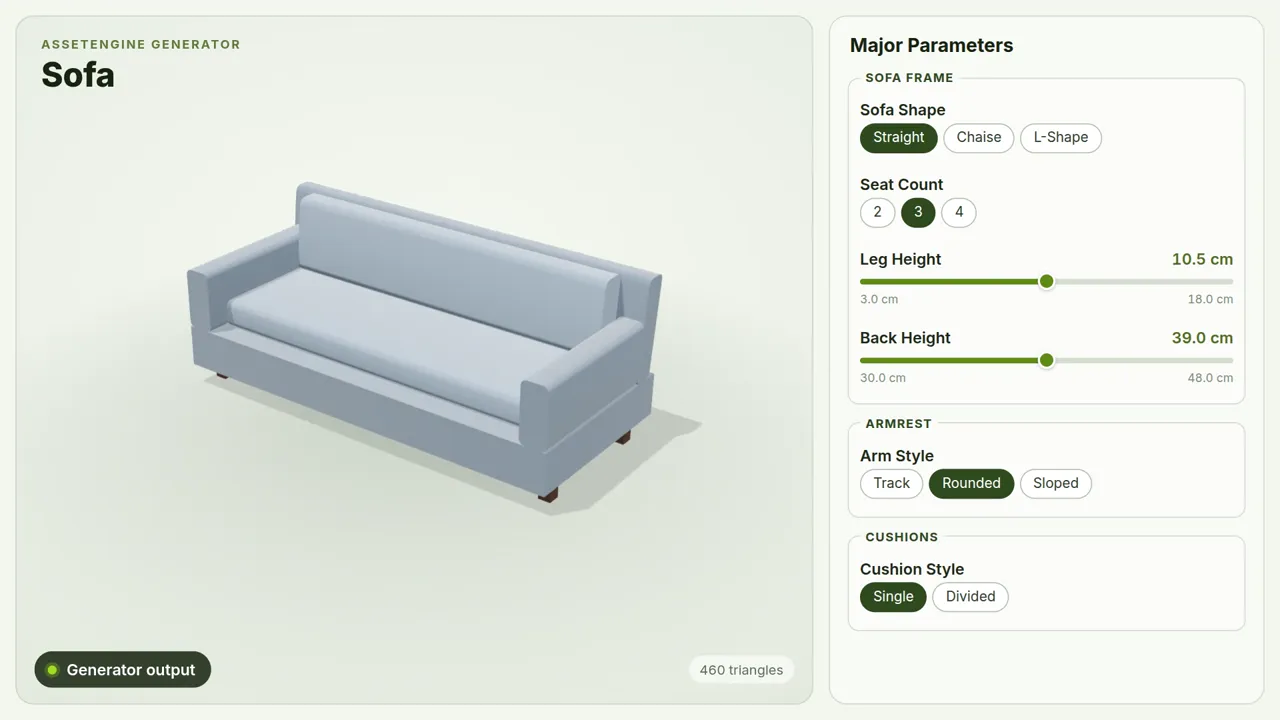 ASSETENGINE GENERATOR
Sofa
Generator output
460 triangles
Major Parameters
SOFA FRAME
Sofa Shape
Straight Chaise L-Shape
Seat Count
2 3 4
Leg Height 10.5 cm
3.0 cm 18.0 cm
Back Height 39.0 cm
30.0 cm 48.0 cm
ARMREST
Arm Style
Track Rounded Sloped
CUSHIONS
Cushion Style
Single Divided